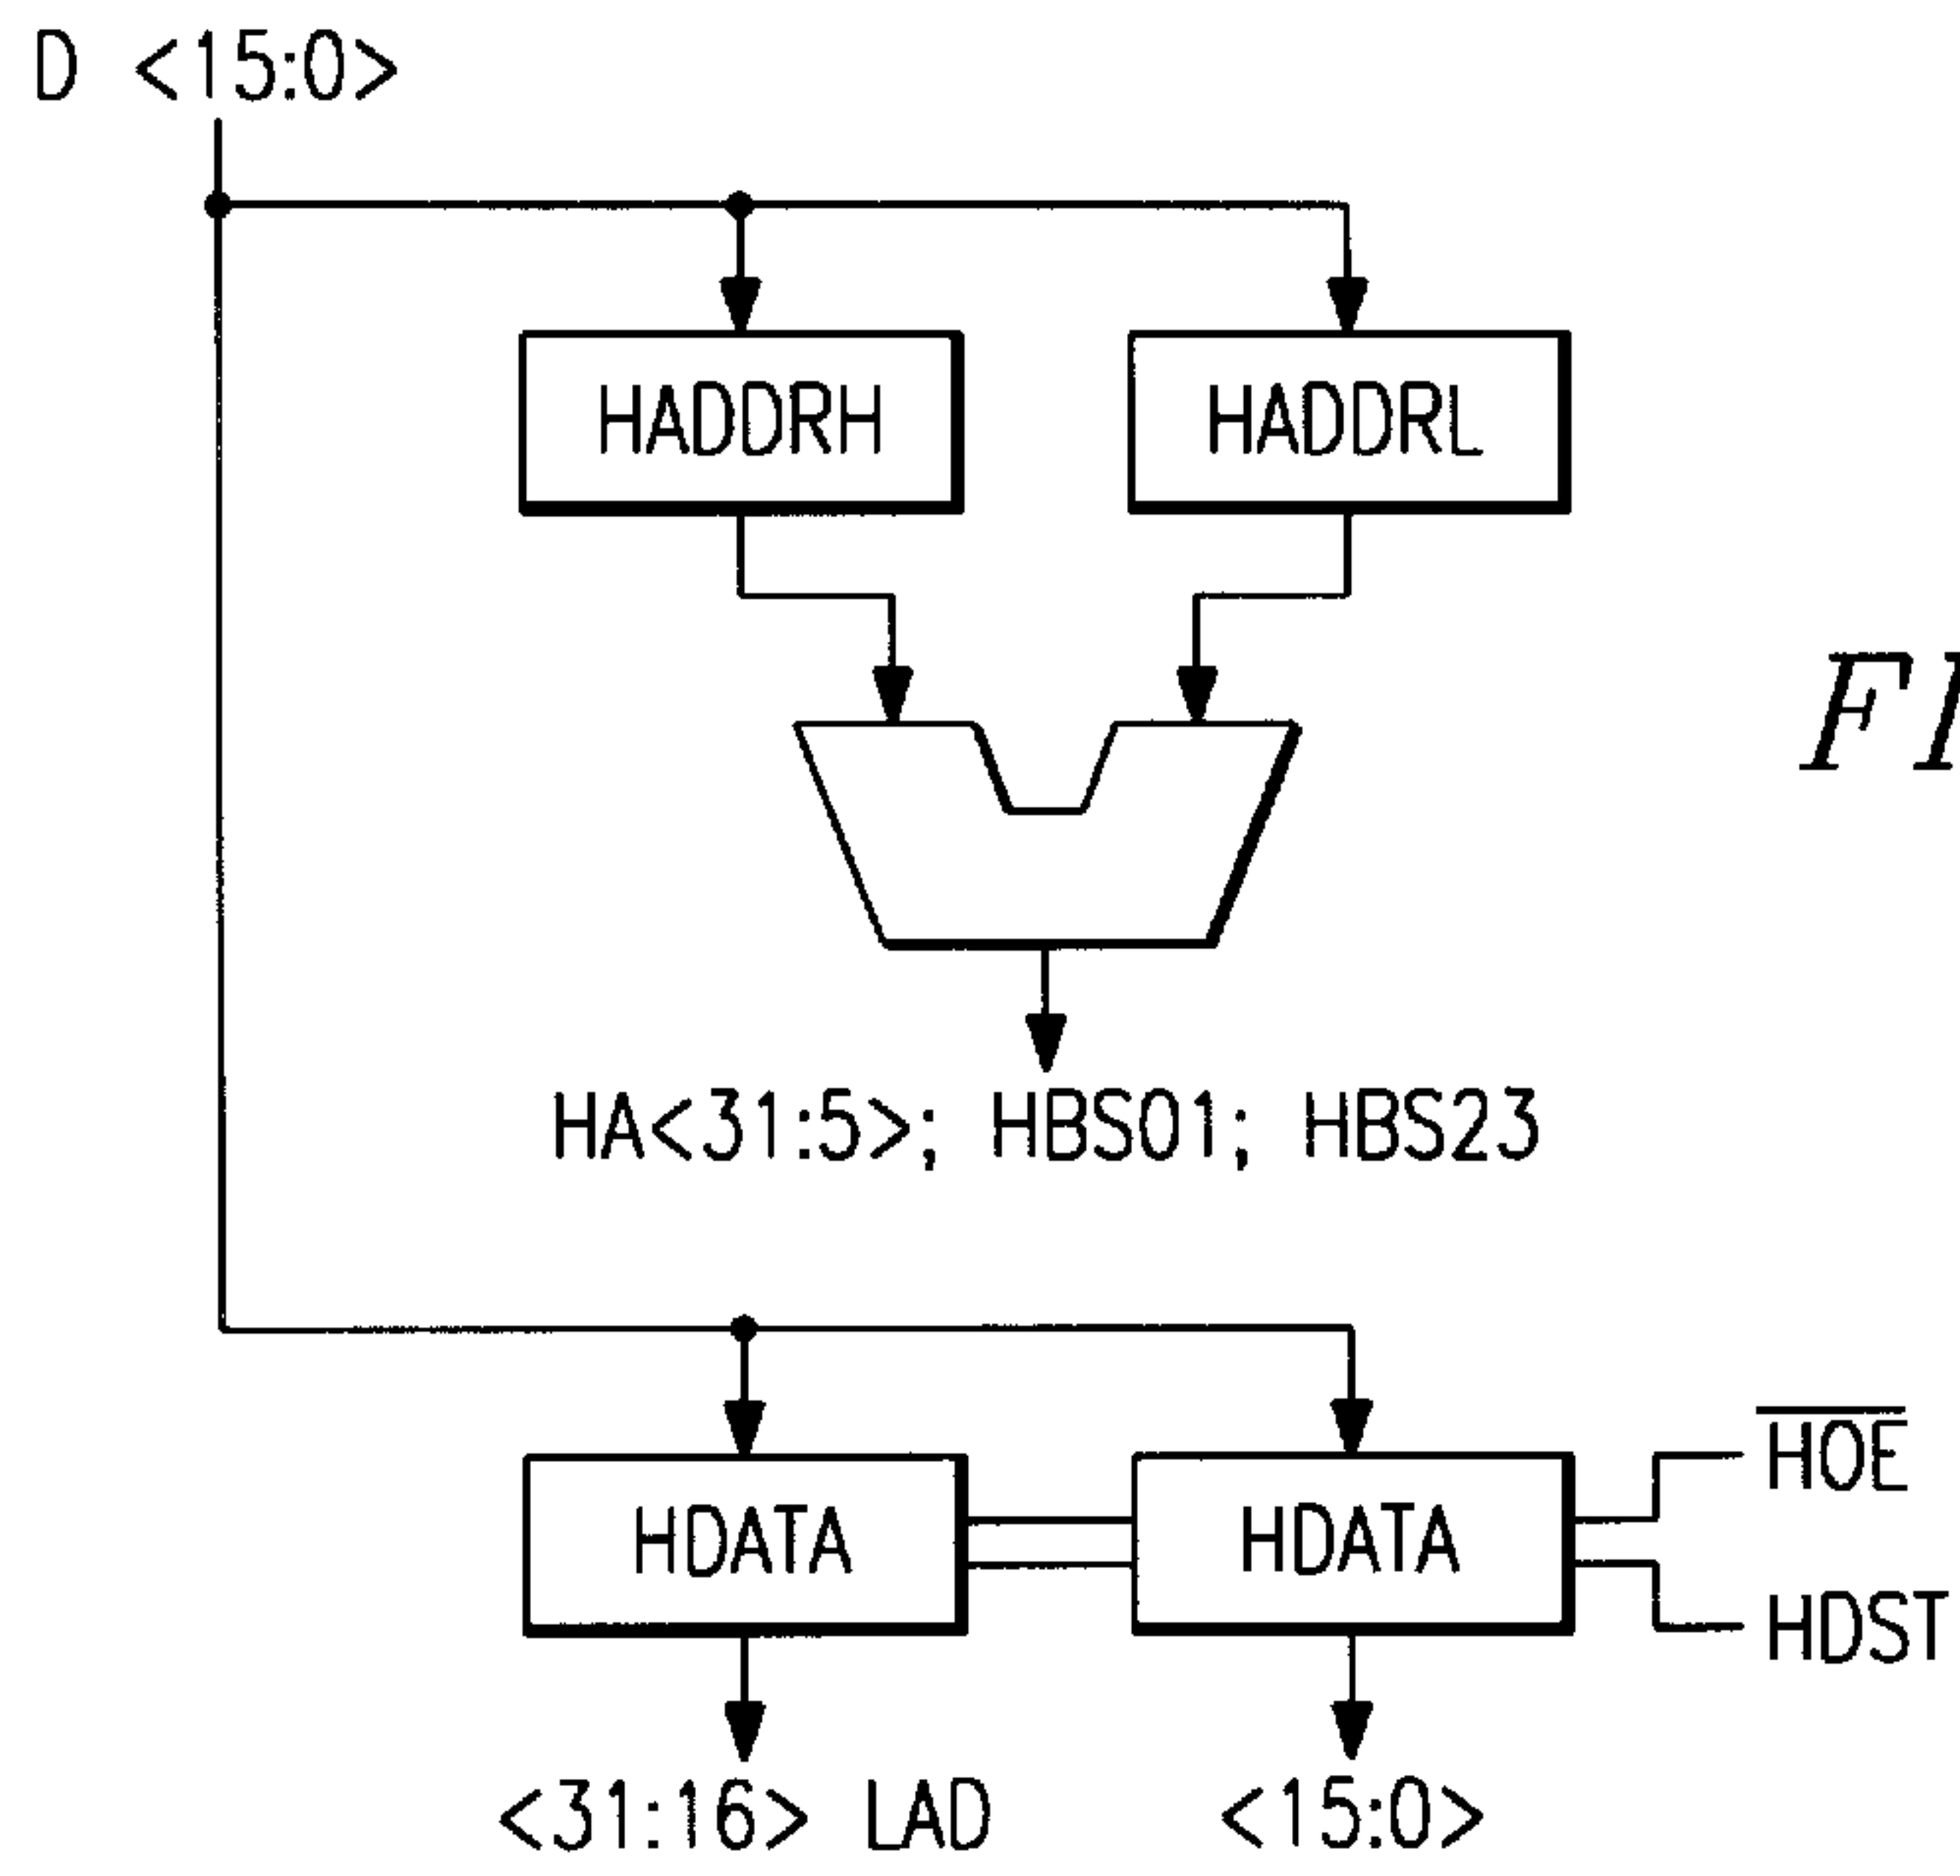 D <15:0>
HADDRH HADDRL
HA<31:5>; HBS01; HBS23
HDATA HDATA
HOE
HDST
<31:16> LAD <15:0>